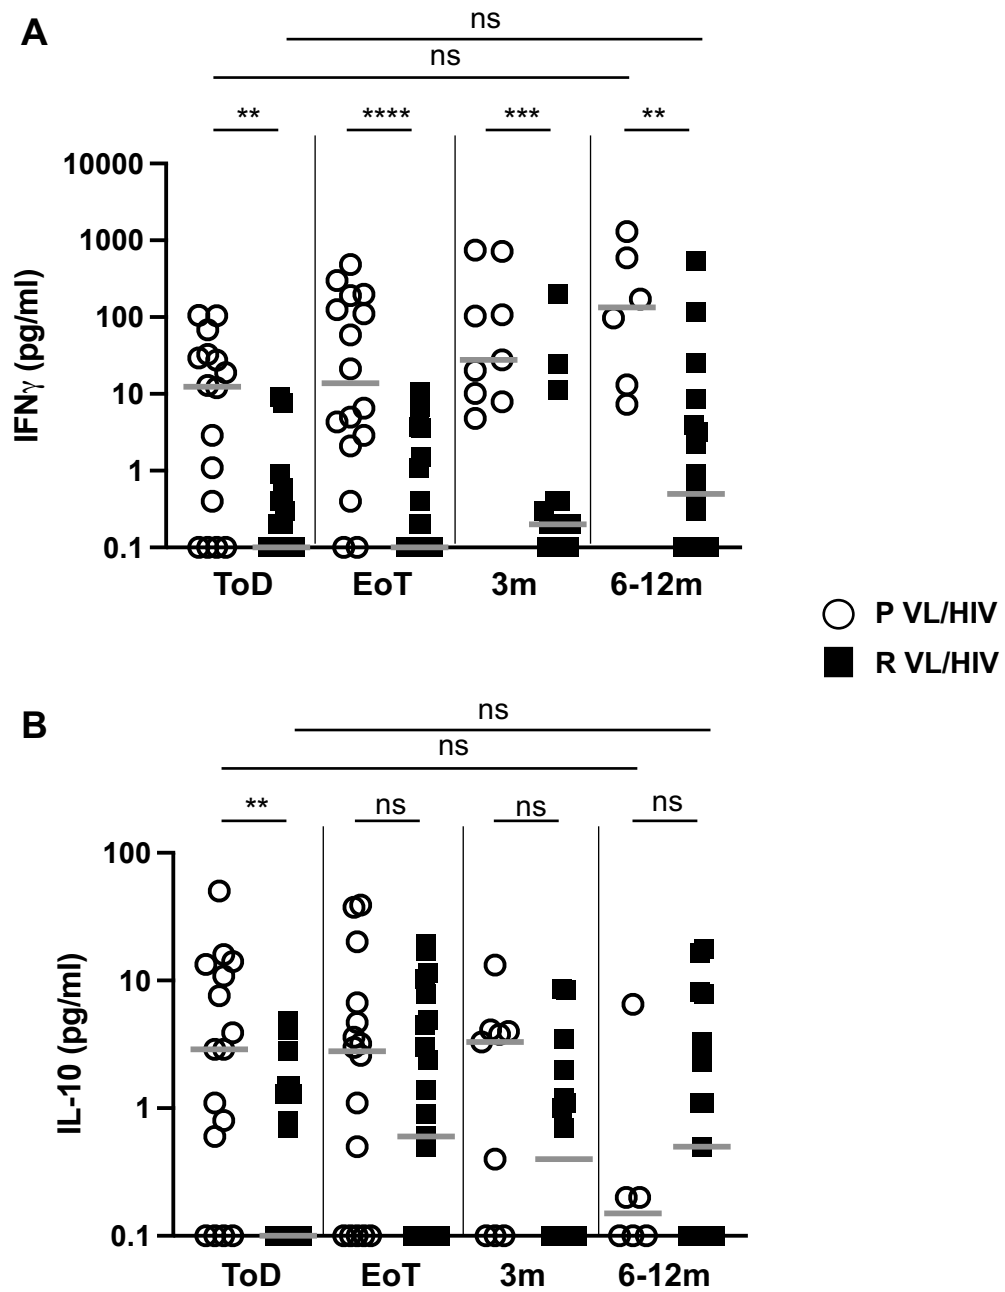 A
ns
ns
** **** *** **
10000
1000
100
10
1
0.1
IFNγ (pg/ml)
ToD EoT 3m 6-12m
P VL/HIV
R VL/HIV
B
ns
ns
** ns ns ns
100
10
1
0.1
IL-10 (pg/ml)
ToD EoT 3m 6-12m